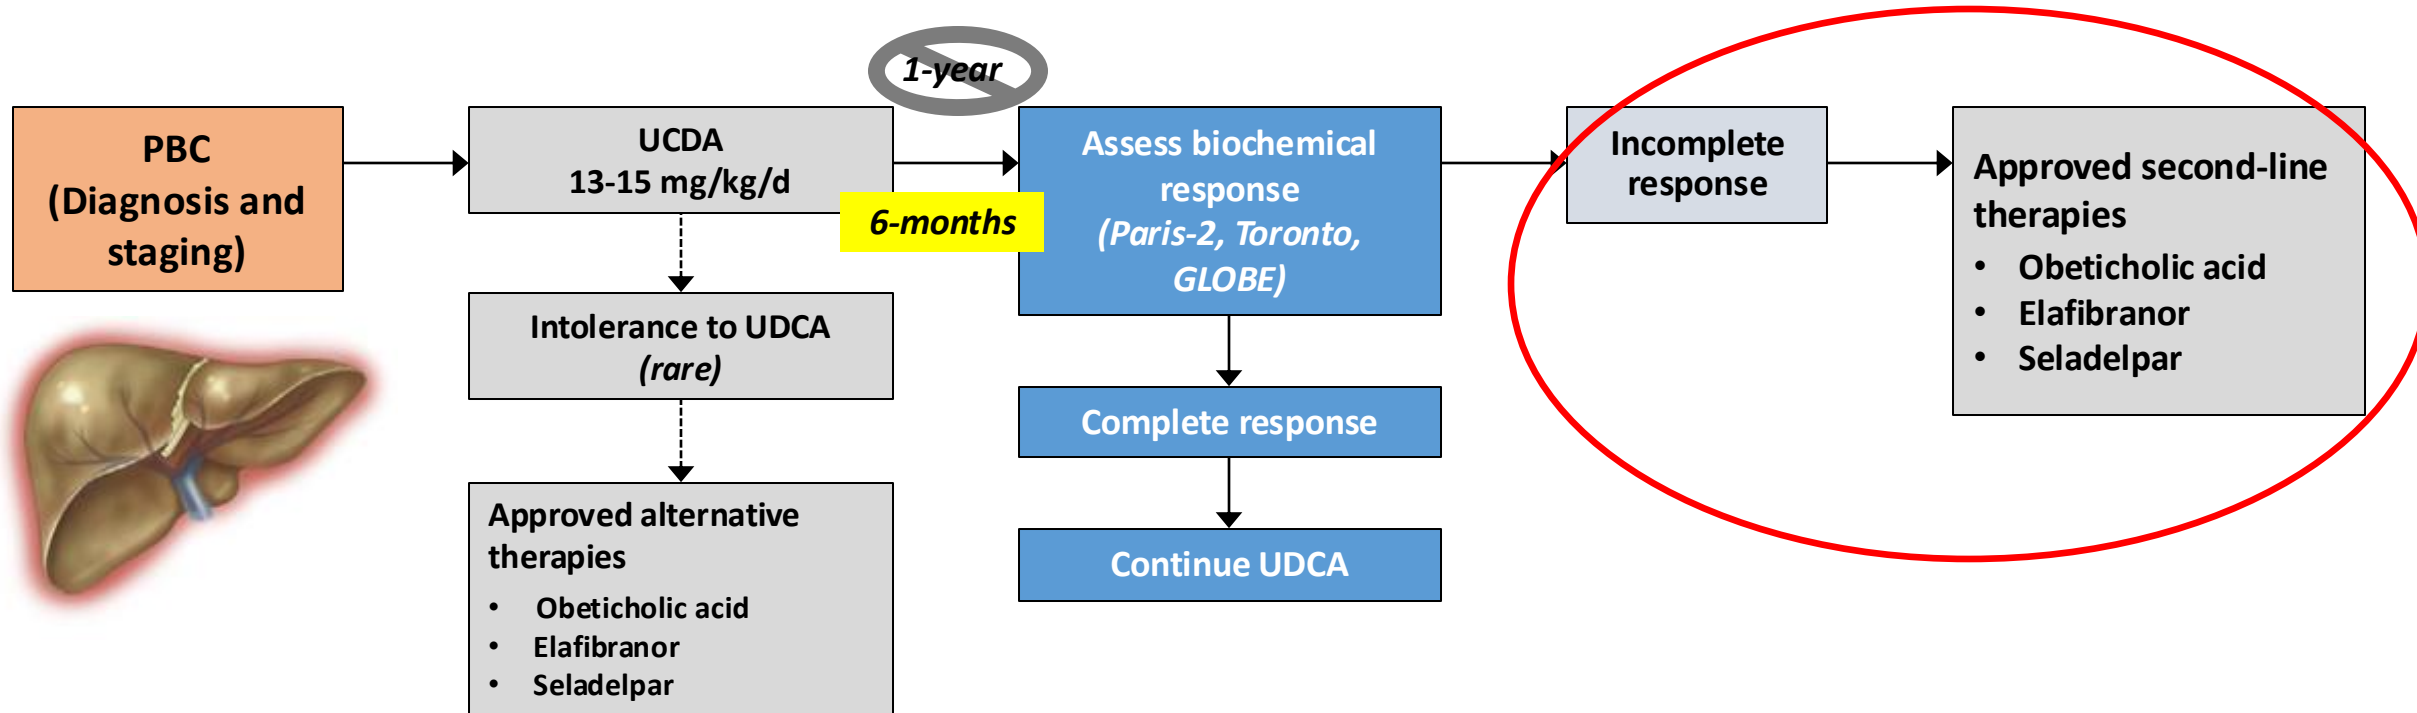 1-year
PBC
(Diagnosis and
staging)
UCDA
13-15 mg/kg/d
6-months
Assess biochemical
response
(Paris-2, Toronto,
GLOBE)
Incomplete
response
Approved second-line
therapies
• Obeticholic acid
• Elafibranor
• Seladelpar
Intolerance to UDCA
(rare)
Complete response
Continue UDCA
Approved alternative
therapies
• Obeticholic acid
• Elafibranor
• Seladelpar